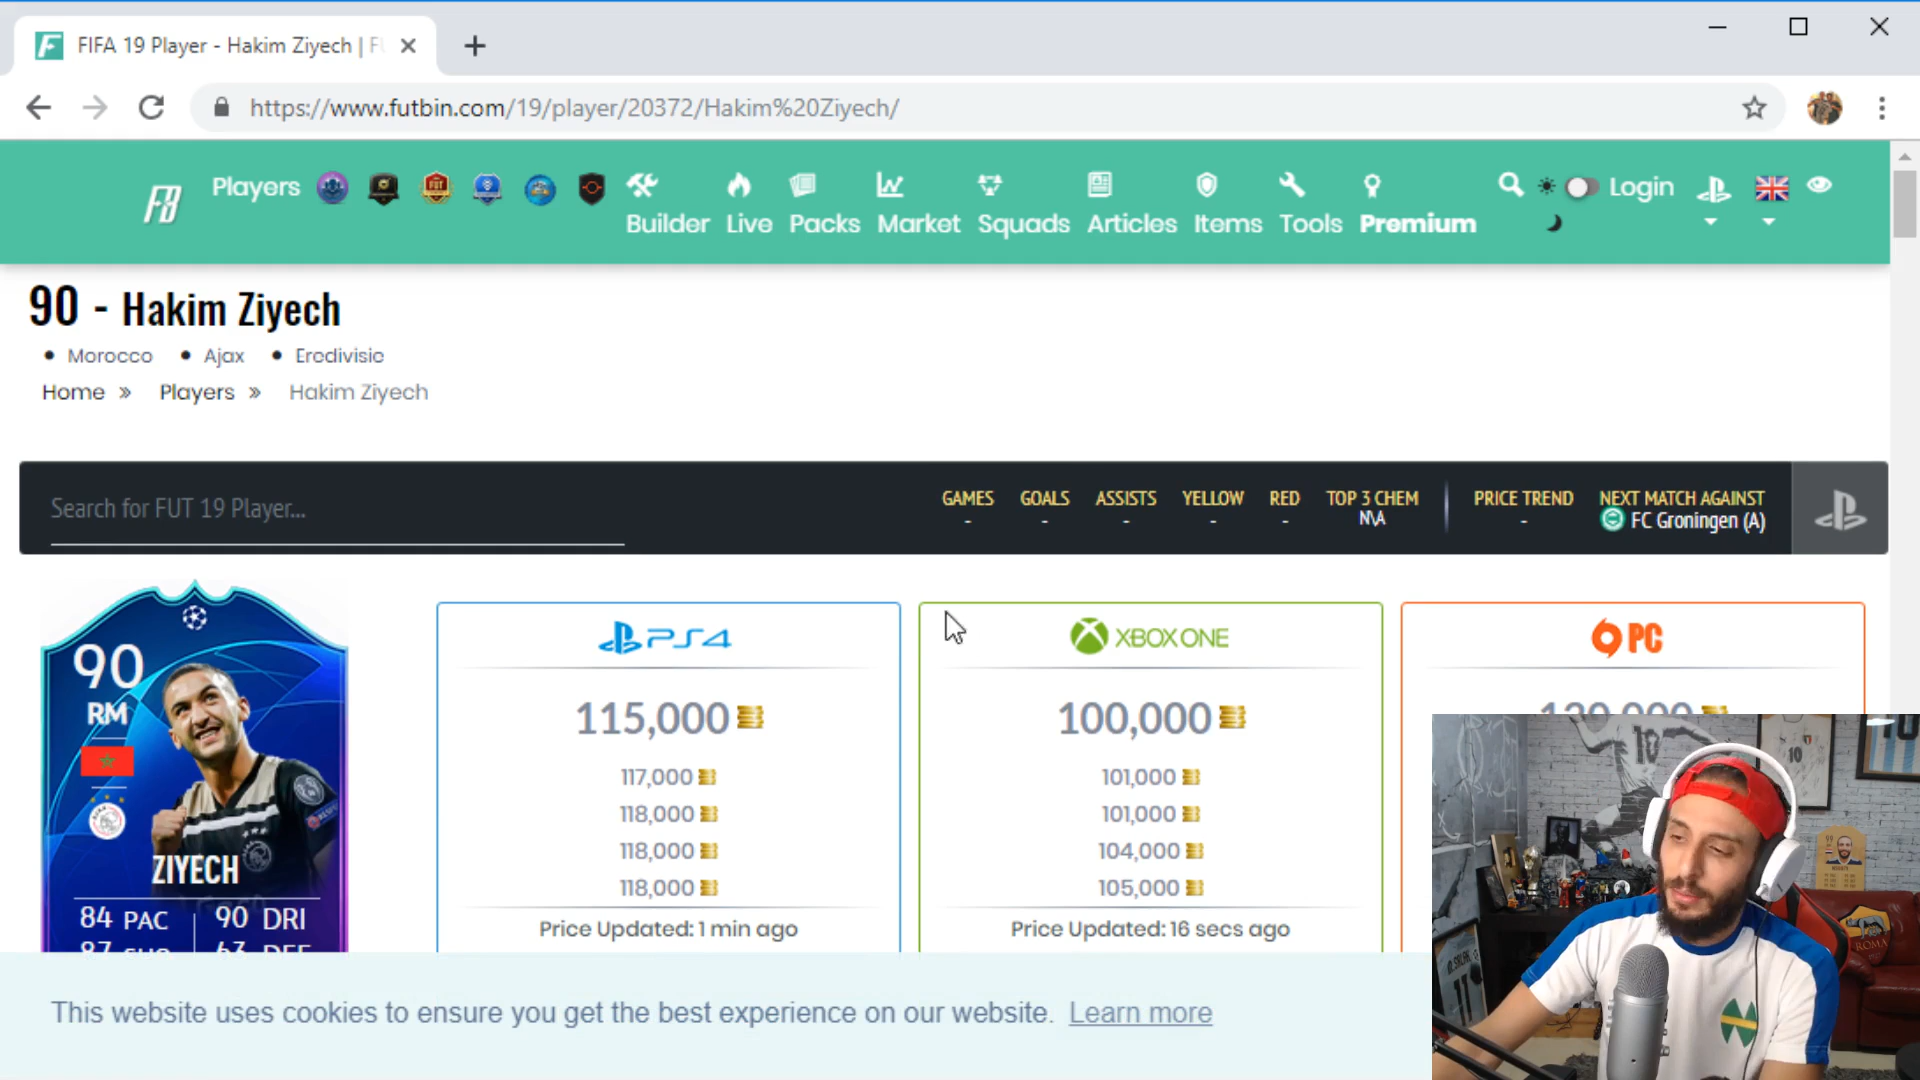 FIFA 19 Player - Hakim Ziyech | FU
https://www.futbin.com/19/player/20372/Hakim%20Ziyech/
FB
Players
Builder
Live
Packs
Market
Squads
Articles
Items
Tools
Premium
Login
90 - Hakim Ziyech
• Morocco • Ajax • Eredivisie
Home » Players » Hakim Ziyech
Search for FUT 19 Player...
GAMES GOALS ASSISTS YELLOW RED TOP 3 CHEM PRICE TREND NEXT MATCH AGAINST
- - - - - N\A - FC Groningen (A)
90
RM
ZIYECH
84 PAC 90 DRI
PS4
115,000
117,000
118,000
118,000
118,000
Price Updated: 1 min ago
XBOX ONE
100,000
101,000
101,000
104,000
105,000
Price Updated: 16 secs ago
PC
This website uses cookies to ensure you get the best experience on our website. Learn more
10
10
ROMA